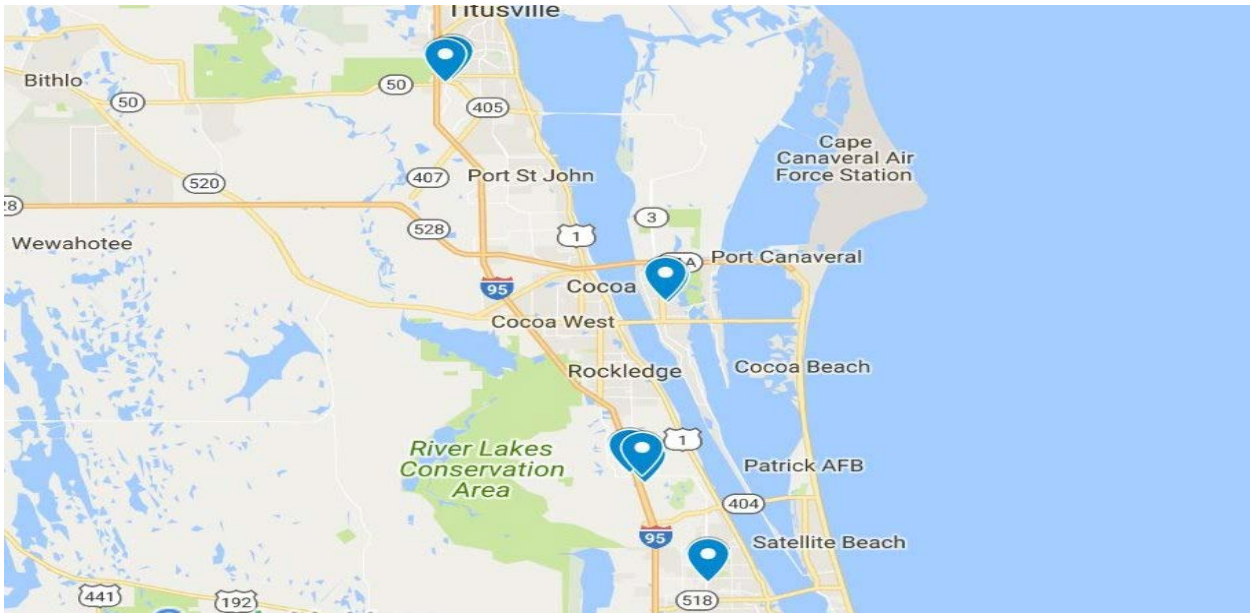 Titusville
Bithlo
50
50
405
Cape
Canaveral Air
Force Station
407
Port St John
520
28
3
528
1
Wewahotee
A
Port Canaveral
95
Cocoa
Cocoa West
Rockledge
Cocoa Beach
River Lakes
Conservation
Area
1
Patrick AFB
404
95
Satellite Beach
441
192
518